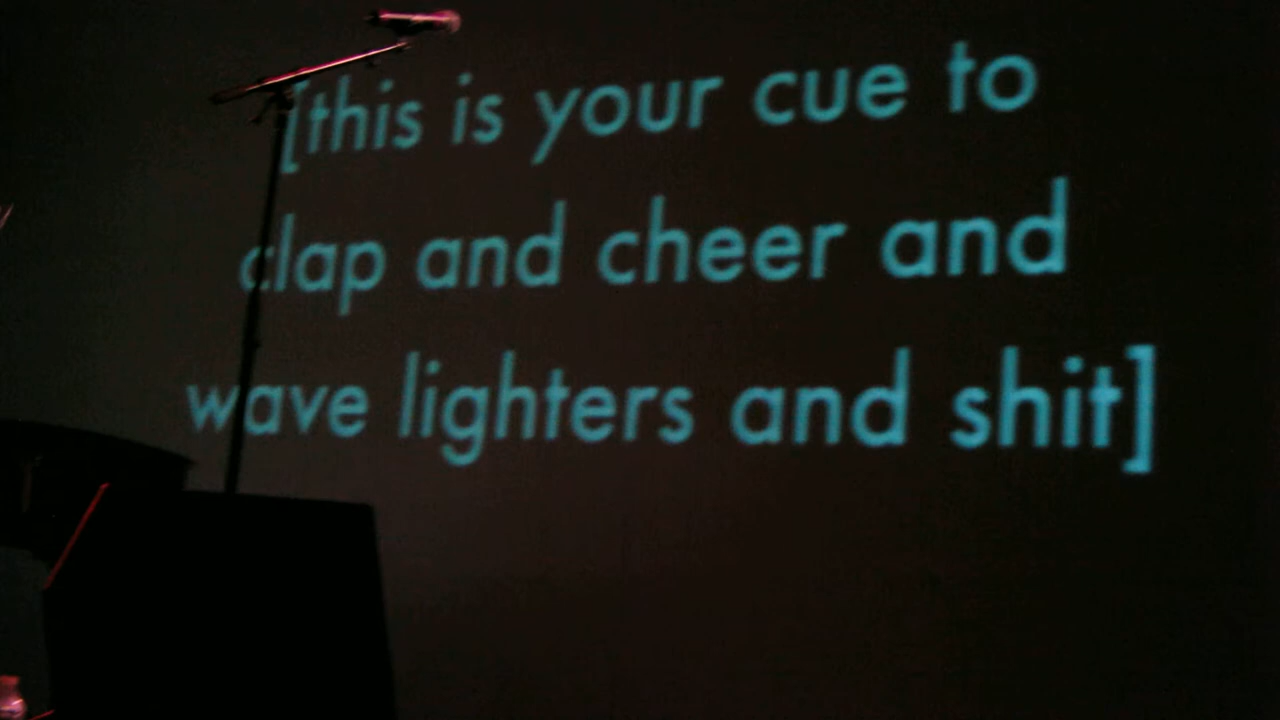 [this is your cue to
clap and cheer and
wave lighters and shit]